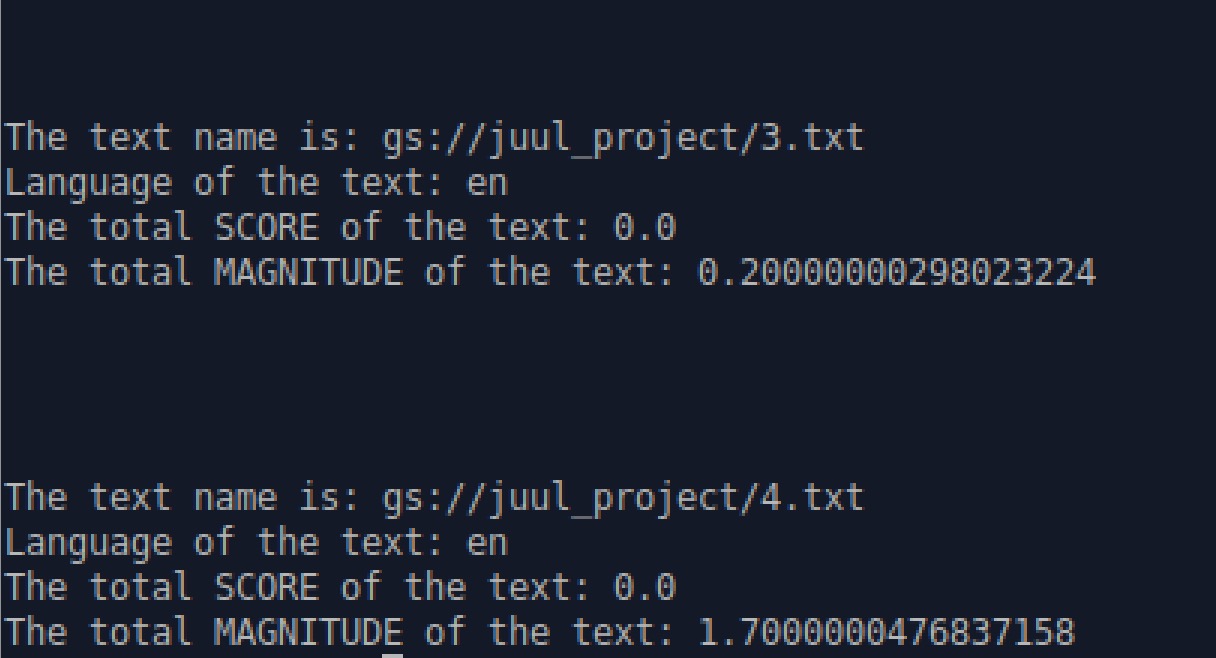 The text name is: gs://juul_project/3.txt
Language of the text: en
The total SCORE of the text: 0.0
The total MAGNITUDE of the text: 0.20000000298023224
The text name is: gs://juul_project/4.txt
Language of the text: en
The total SCORE of the text: 0.0
The total MAGNITUDE of the text: 1.7000000476837158